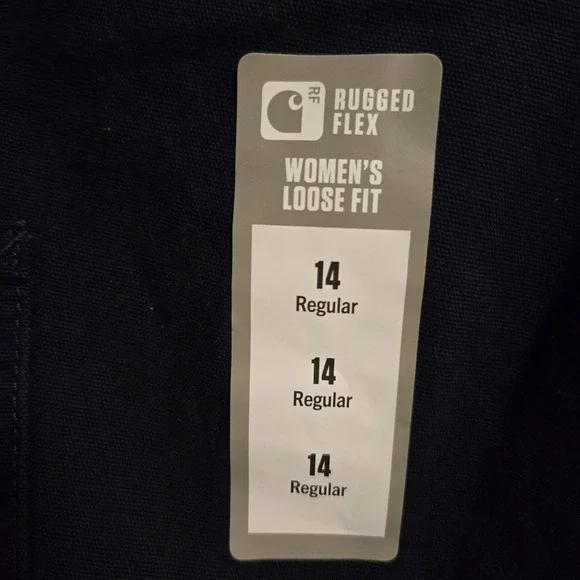 RF
RUGGED
FLEX
WOMEN'S
LOOSE FIT
14
Regular
14
Regular
14
Regular